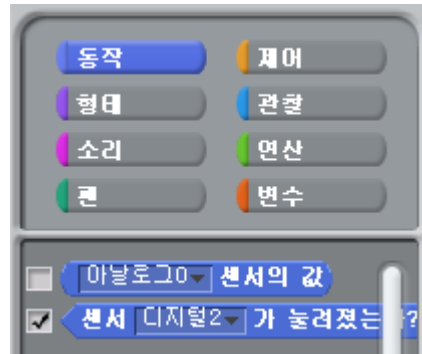 동작 제어
형태 관찰
소리 연산
펜 변수
아날로그0 센서의 값
센서 디지털2 가 눌려졌는가?